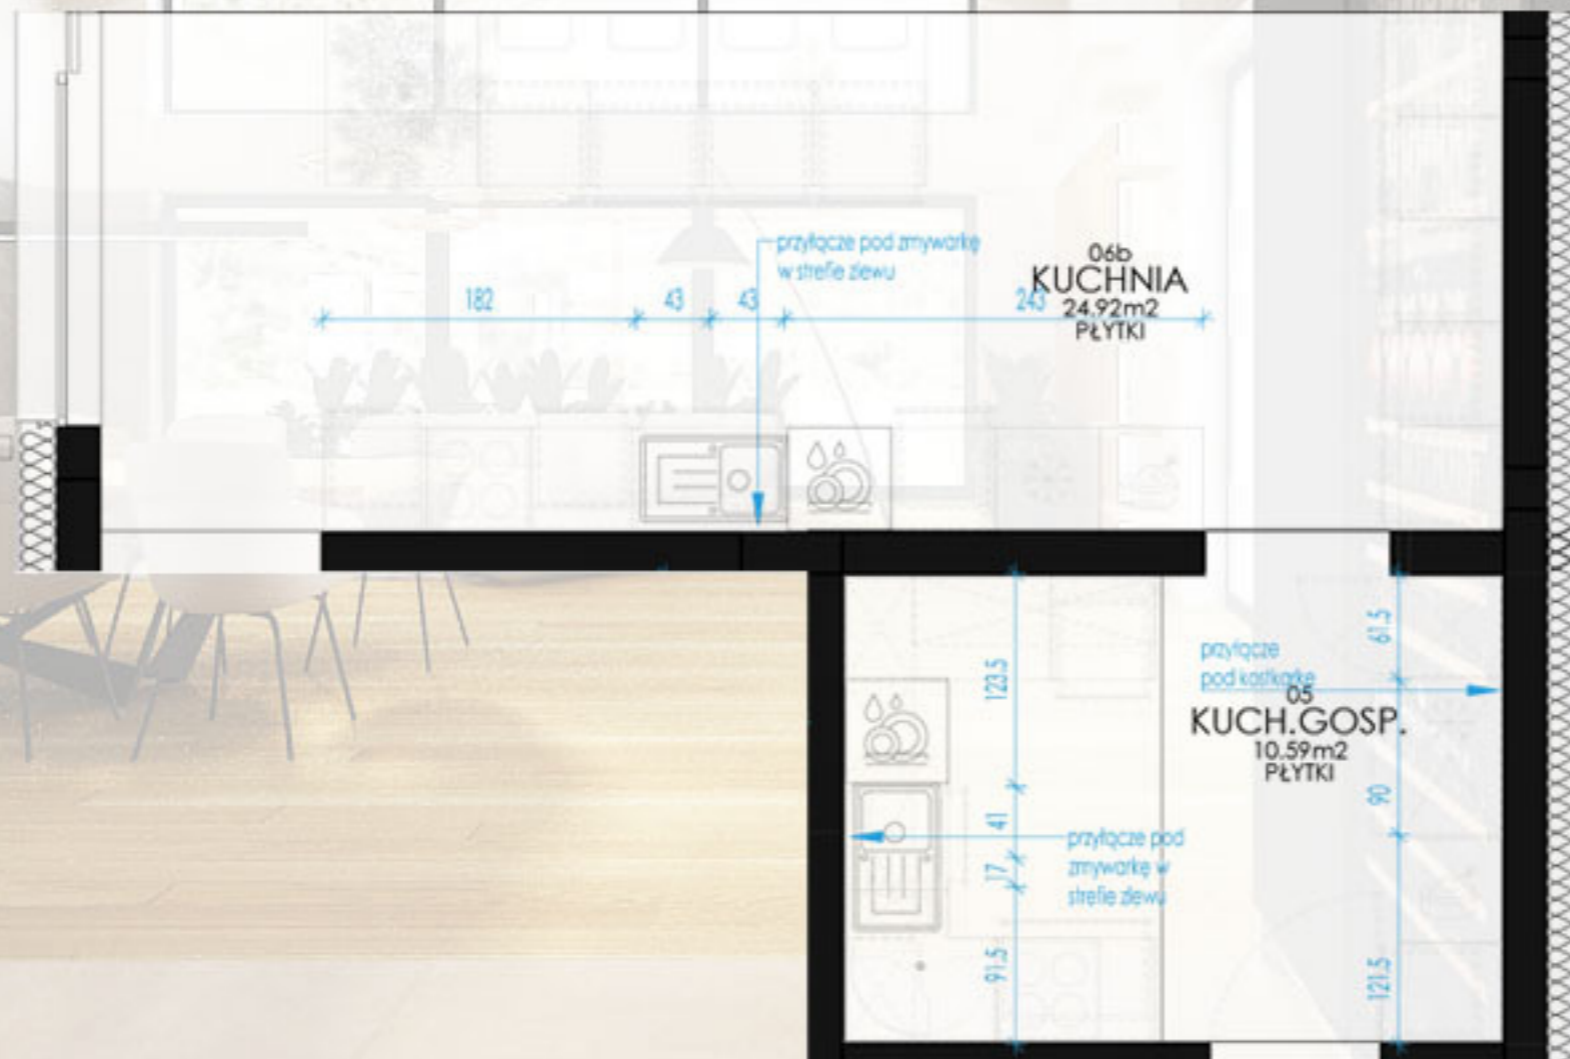 przyłącze pod zmywarkę
w strefie zlewu
06b
KUCHNIA
24.92m2
PŁYTKI
182
43
43
243
61.5
123.5
przyłącze
pod kostkarkę
05
KUCH.GOSP.
10.59m2
PŁYTKI
90
41
17
przyłącze pod
zmywarkę w
strefie zlewu
91.5
121.5